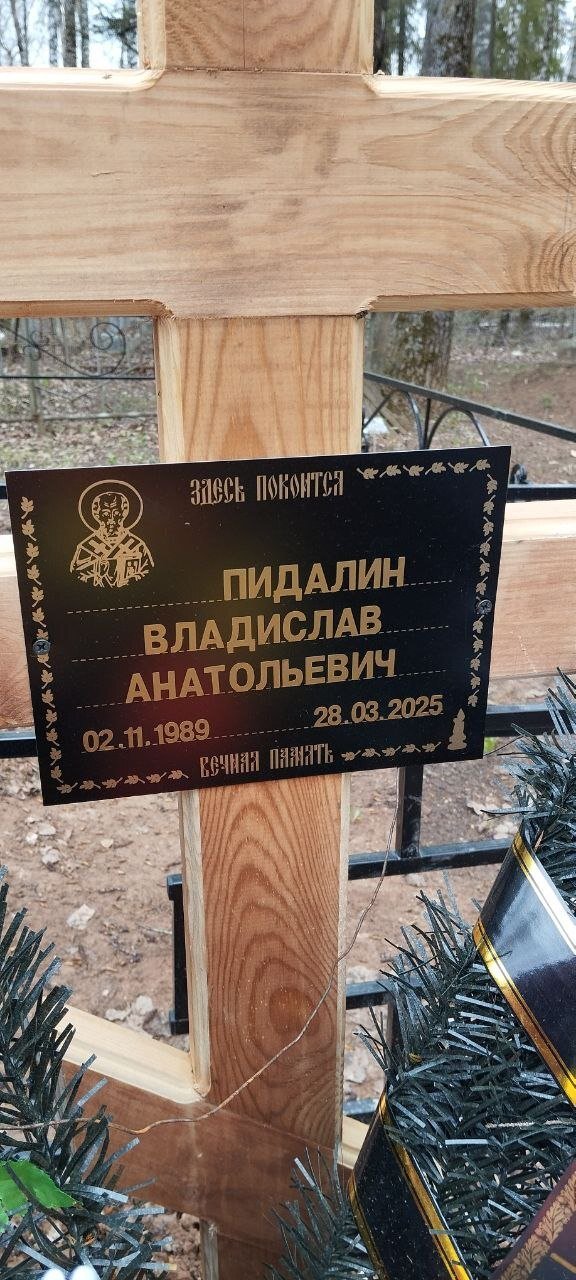 ЗДЕСЬ ПОКОИТСЯ
ПИДАЛИН
ВЛАДИСЛАВ
АНАТОЛЬЕВИЧ
02.11.1989 28.03.2025
ВЕЧНАЯ ПАМЯТЬ